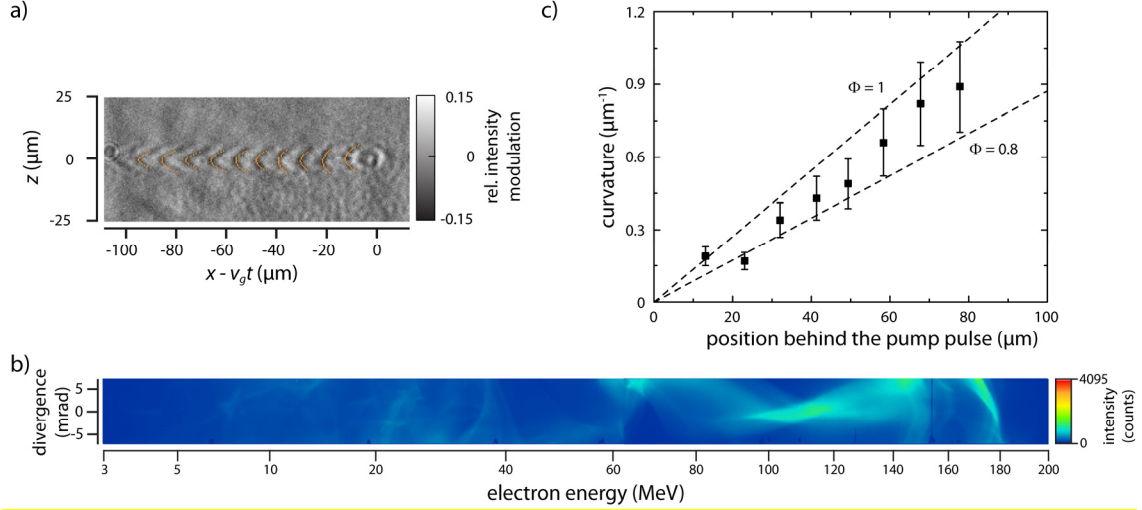 a)
25
0
-25
z (μm)
-100 -80 -60 -40 -20 0
x - vgt (μm)
0.15
0
-0.15
rel. intensity
modulation
c)
1.2
0.9
0.6
0.3
0
curvature (μm⁻¹)
Φ = 1
Φ = 0.8
0 20 40 60 80 100
position behind the pump pulse (μm)
b)
divergence
(mrad)
5
0
-5
3 5 10 20 40 60 80 100 120 140 160 180 200
electron energy (MeV)
4095
0
intensity
(counts)